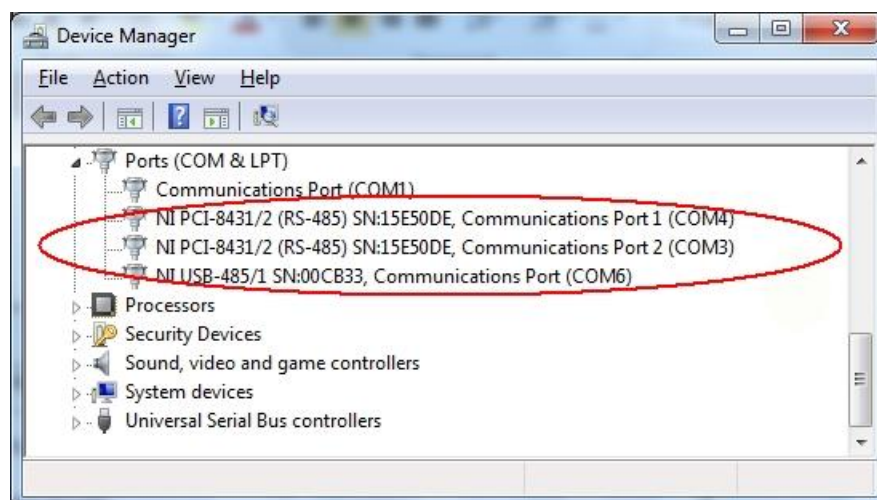 Device Manager
File Action View Help
Ports (COM & LPT)
Communications Port (COM1)
NI PCI-8431/2 (RS-485) SN:15E50DE, Communications Port 1 (COM4)
NI PCI-8431/2 (RS-485) SN:15E50DE, Communications Port 2 (COM3)
NI USB-485/1 SN:00CB33, Communications Port (COM6)
Processors
Security Devices
Sound, video and game controllers
System devices
Universal Serial Bus controllers